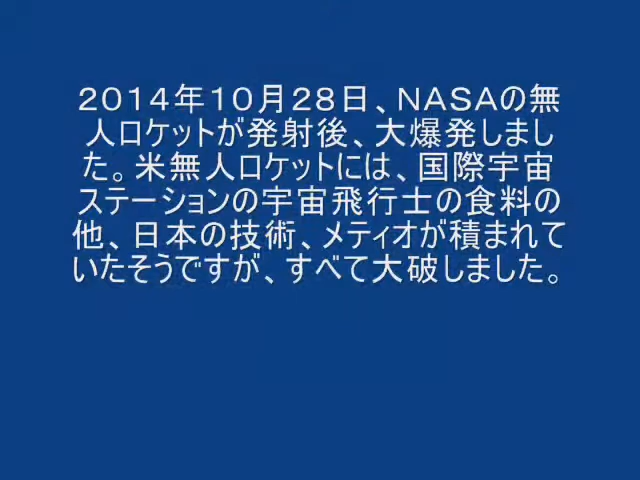 ２０１４年１０月２８日、ＮＡＳＡの無
人ロケットが発射後、大爆発しまし
た。米無人ロケットには、国際宇宙
ステーションの宇宙飛行士の食料の
他、日本の技術、メティオが積まれて
いたそうですが、すべて大破しました。